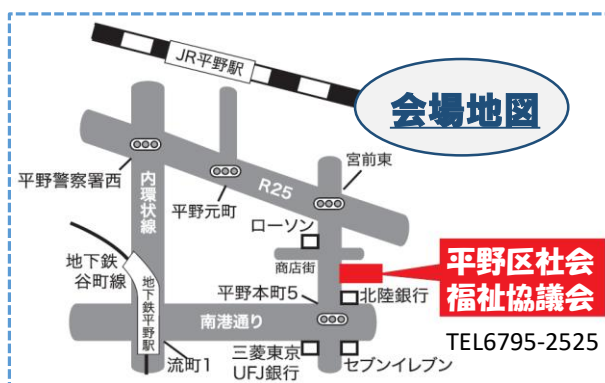 JR平野駅
会場地図
宮前東
平野警察署西
内環状線
平野元町
R25
ローソン
商店街
地下鉄
谷町線
地下鉄平野駅
平野本町5
北陸銀行
平野区社会
福祉協議会
TEL6795-2525
南港通り
流町1
三菱東京
UFJ銀行
セブンイレブン